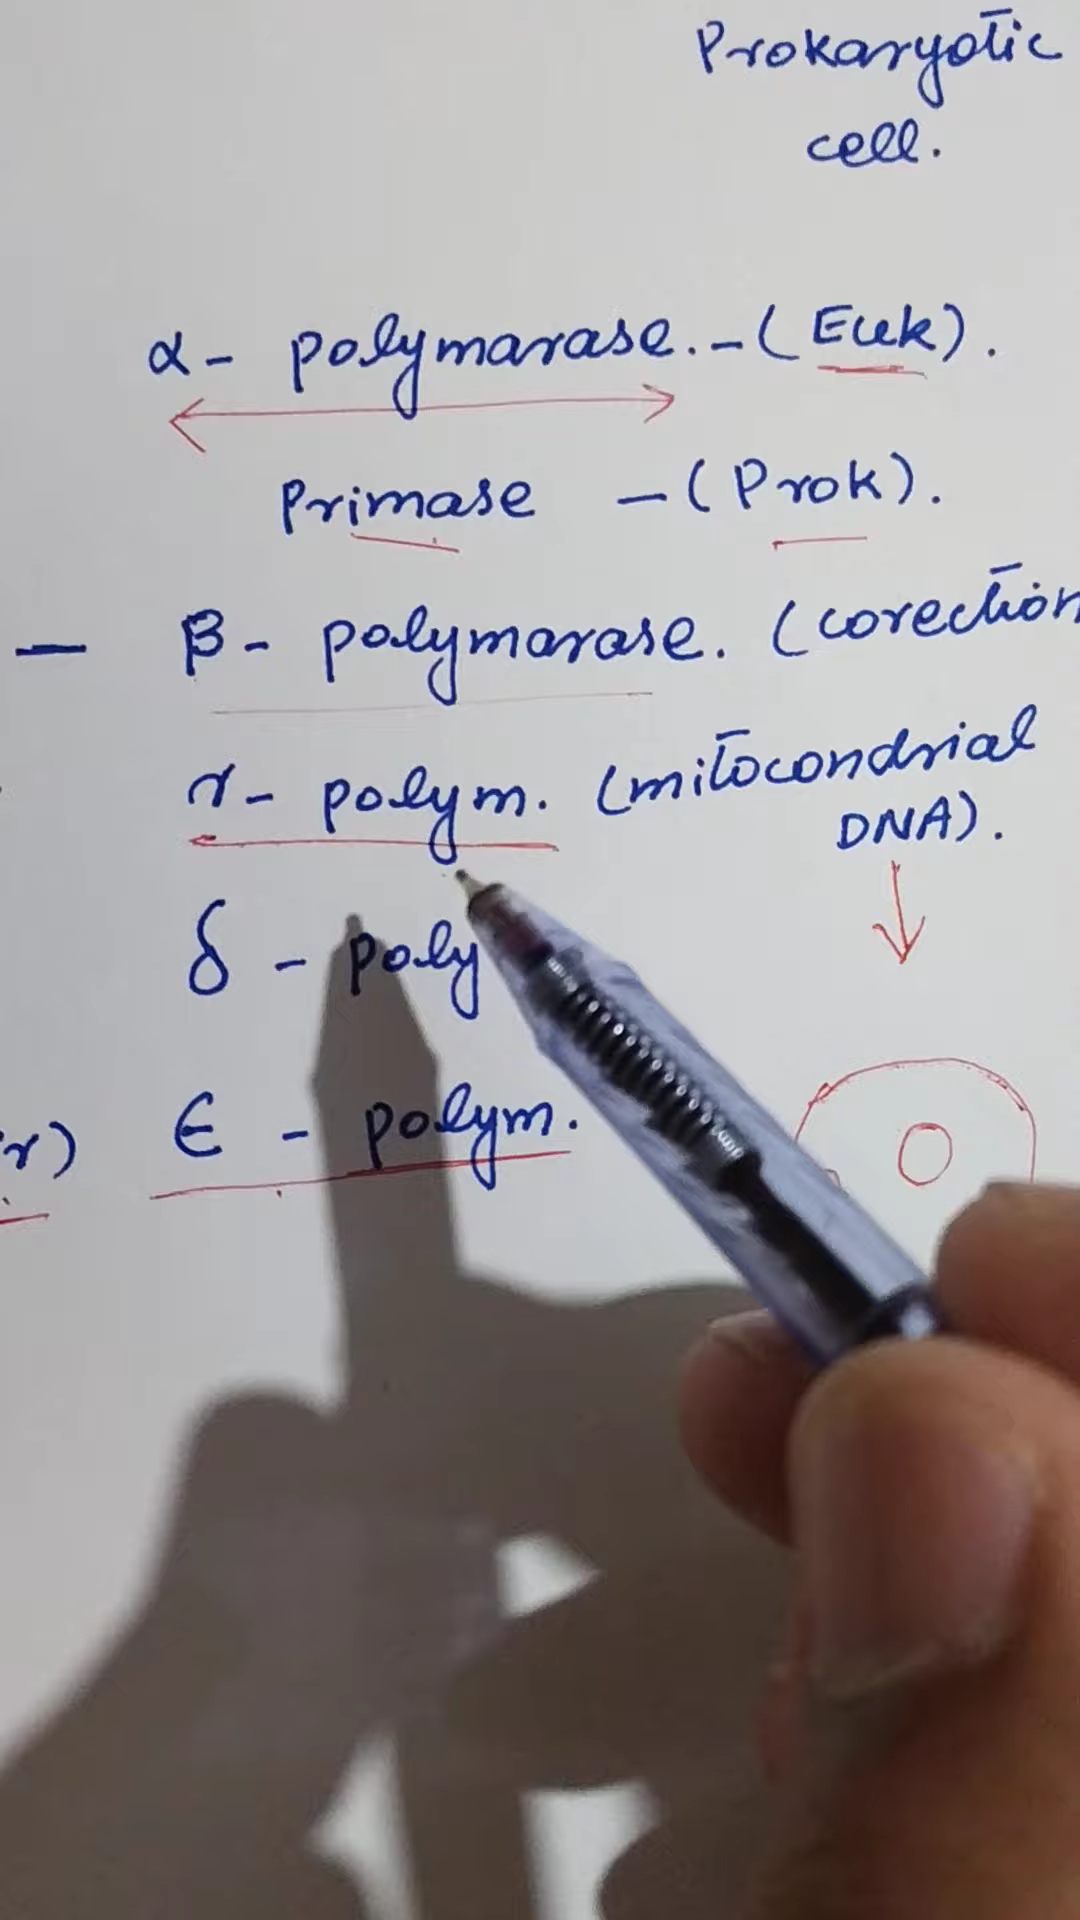 Prokaryotic
cell.
α- polymarase.-(Euk).
Primase -(Prok).
- β- polymarase. (corection
γ- polym. (mitocondrial
DNA).
δ - poly
r) ϵ - polym.